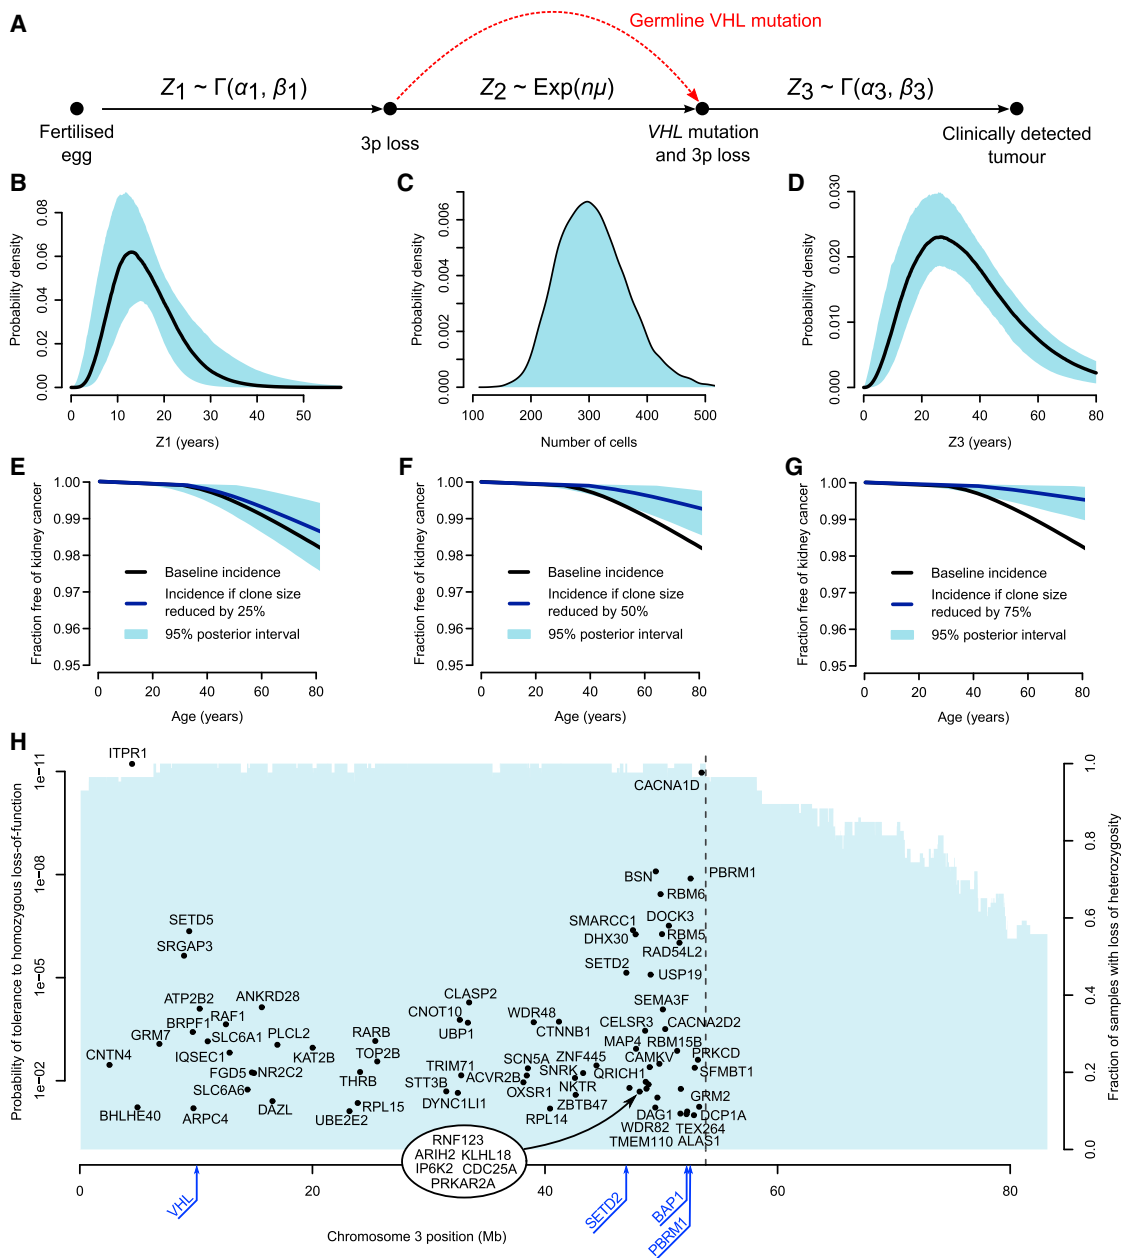 A
Germline VHL mutation
Z1 ~ Γ(α1, β1)
Z2 ~ Exp(nμ)
Z3 ~ Γ(α3, β3)
Fertilised
egg
3p loss
VHL mutation
and 3p loss
Clinically detected
tumour
B
Probability density
0.00 0.02 0.04 0.06 0.08
0 10 20 30 40 50
Z1 (years)
C
Probability density
0.000 0.002 0.004 0.006
100 200 300 400 500
Number of cells
D
Probability density
0.000 0.010 0.020 0.030
0 20 40 60 80
Z3 (years)
E
Fraction free of kidney cancer
1.00
0.99
0.98
0.97
0.96
0.95
Baseline incidence
Incidence if clone size
reduced by 25%
95% posterior interval
0 20 40 60 80
Age (years)
F
Fraction free of kidney cancer
1.00
0.99
0.98
0.97
0.96
0.95
Baseline incidence
Incidence if clone size
reduced by 50%
95% posterior interval
0 20 40 60 80
Age (years)
G
Fraction free of kidney cancer
1.00
0.99
0.98
0.97
0.96
0.95
Baseline incidence
Incidence if clone size
reduced by 75%
95% posterior interval
0 20 40 60 80
Age (years)
H
Probability of tolerance to homozygous loss-of-function
1e−11
1e−08
1e−05
1e−02
Fraction of samples with loss of heterozygosity
1.0
0.8
0.6
0.4
0.2
0.0
ITPR1
CACNA1D
BSN
PBRM1
RBM6
SETD5
SMARCC1
DOCK3
DHX30
RBM5
SRGAP3
RAD54L2
SETD2
USP19
ATP2B2
ANKRD28
CLASP2
SEMA3F
BRPF1
RAF1
CNOT10
WDR48
CELSR3
CACNA2D2
GRM7
SLC6A1
PLCL2
RARB
UBP1
CTNNB1
MAP4
RBM15B
CNTN4
IQSEC1
KAT2B
TOP2B
SCN5A
ZNF445
CAMKV
PRKCD
FGD5
NR2C2
THRB
TRIM71
ACVR2B
SNRK
QRICH1
SFMBT1
SLC6A6
STT3B
OXSR1
NKTR
GRM2
BHLHE40
ARPC4
DAZL
RPL15
DYNC1LI1
ZBTB47
DAG1
DCP1A
UBE2E2
RPL14
WDR82
TEX264
TMEM110
ALAS1
RNF123
ARIH2 KLHL18
IP6K2 CDC25A
PRKAR2A
0 20 40 60 80
VHL
SETD2
BAP1
PBRM1
Chromosome 3 position (Mb)